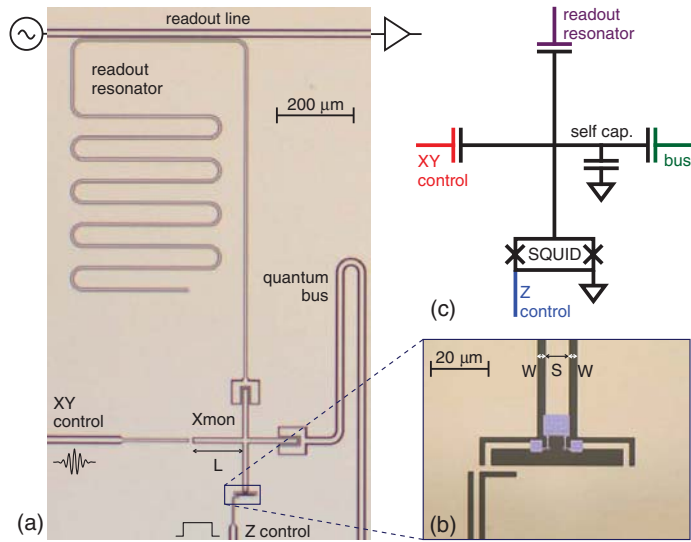 readout line
readout
resonator
200 μm
XY
control
Xmon
L
quantum
bus
Z control
(a)
readout
resonator
self cap.
XY
control
bus
SQUID
Z
control
(c)
20 μm
W
S
W
(b)